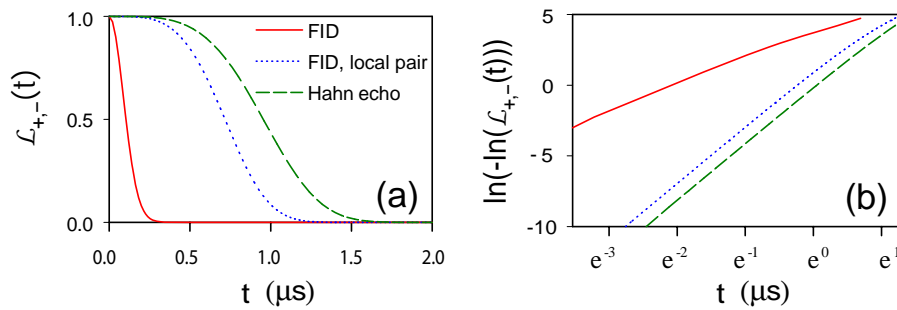 1.0
0.5
0.0
ℒ+,−(t)
FID
FID, local pair
Hahn echo
(a)
0.0 0.5 1.0 1.5 2.0
t (μs)
5
0
-5
-10
ln(-ln(ℒ+,−(t)))
(b)
e⁻³ e⁻² e⁻¹ e⁰ e¹
t (μs)